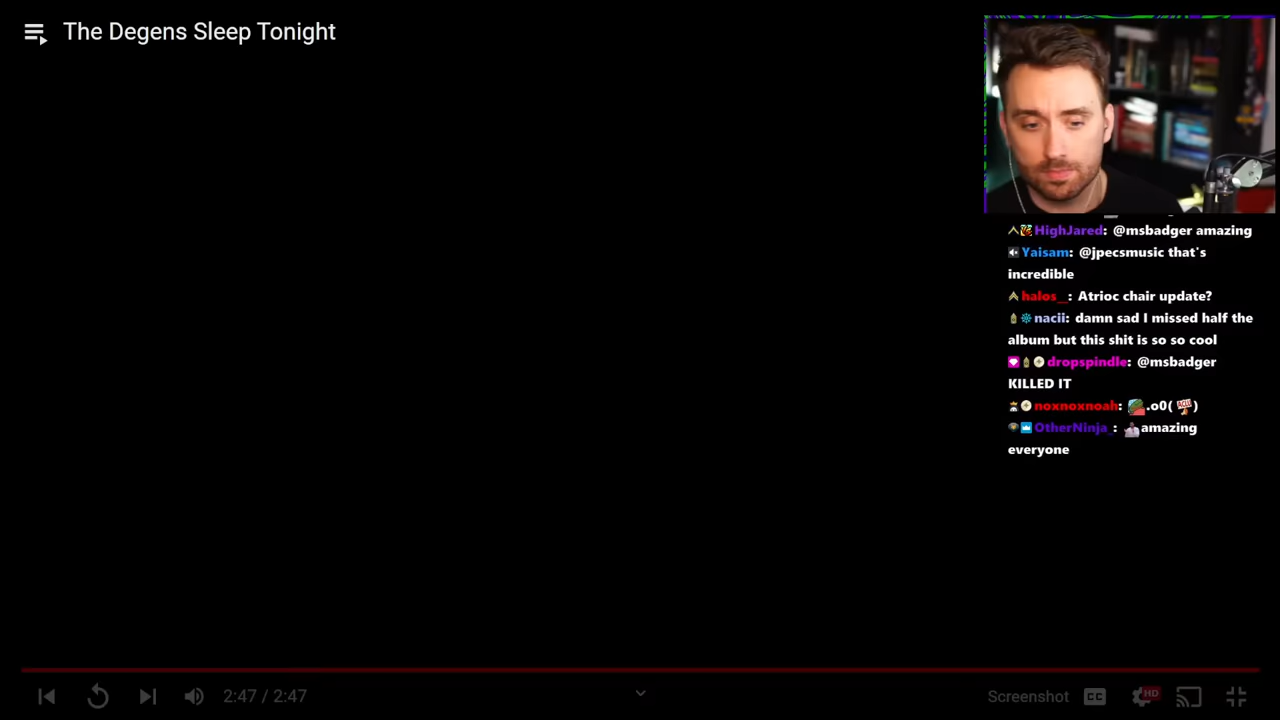 The Degens Sleep Tonight
HighJared: @msbadger amazing
Yaisam: @jpecsmusic that's
incredible
halos__: Atrioc chair update?
nacii: damn sad I missed half the
album but this shit is so so cool
dropspindle: @msbadger
KILLED IT
noxnoxnoah: .o0( )
OtherNinja_: amazing
everyone
2:47 / 2:47
Screenshot
CC
HD